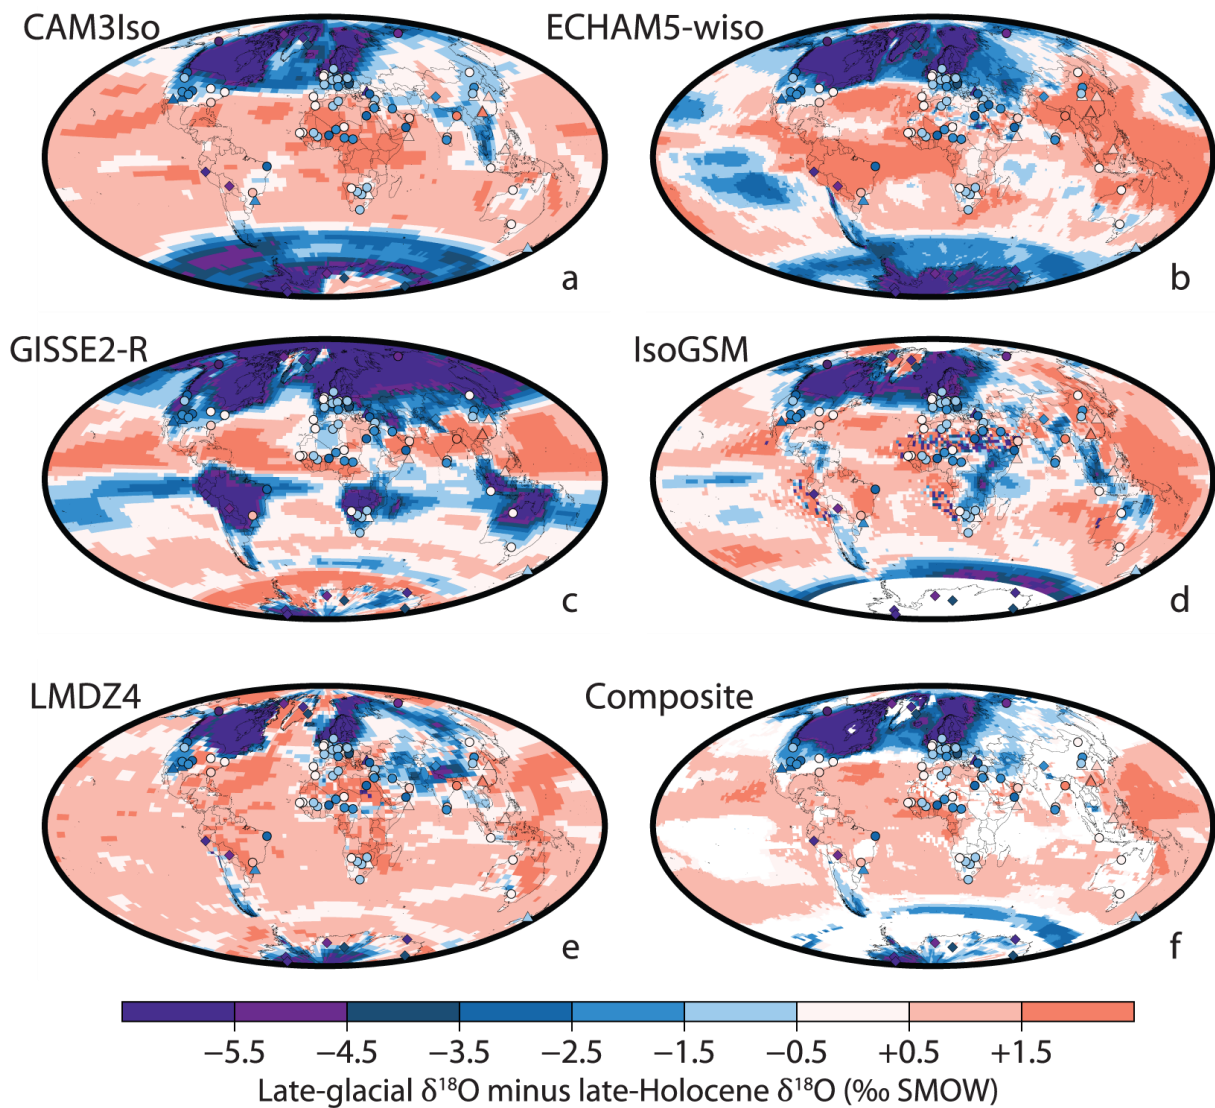 CAM3Iso
ECHAM5-wiso
a
b
GISSE2-R
IsoGSM
c
d
LMDZ4
Composite
e
f
−5.5 −4.5 −3.5 −2.5 −1.5 −0.5 +0.5 +1.5
Late-glacial δ¹⁸O minus late-Holocene δ¹⁸O (‰ SMOW)